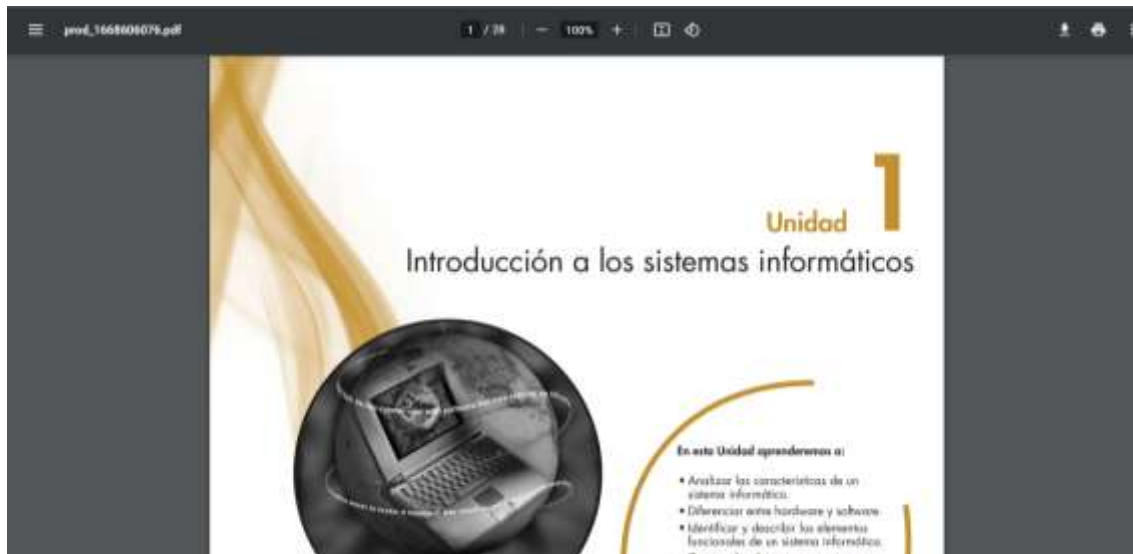 prod_1668606076.pdf
1 / 28 − 100% +
1
Unidad
Introducción a los sistemas informáticos
En esta Unidad aprenderemos a:
• Analizar las características de un
sistema informático.
• Diferenciar entre hardware y software.
• Identificar y describir los elementos
funcionales de un sistema informático.